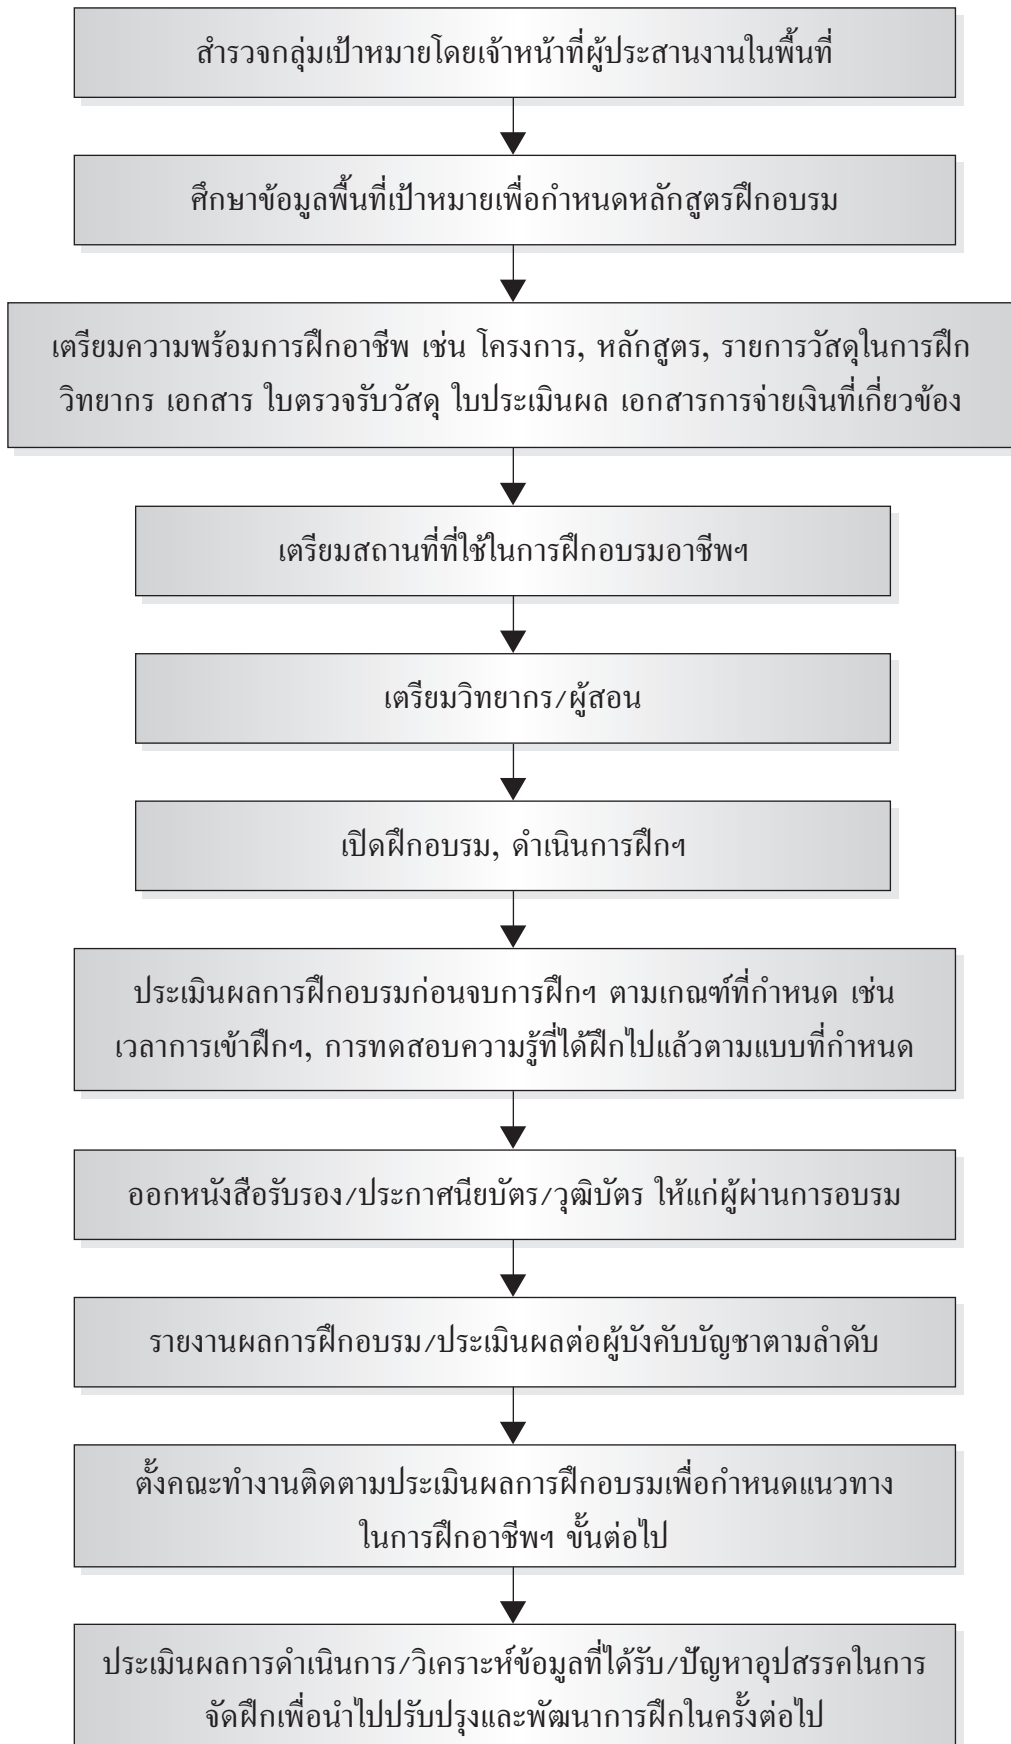 สำรวจกลุ่มเป้าหมายโดยเจ้าหน้าที่ผู้ประสานงานในพื้นที่
ศึกษาข้อมูลพื้นที่เป้าหมายเพื่อกำหนดหลักสูตรฝึกอบรม
เตรียมความพร้อมการฝึกอาชีพ เช่น โครงการ, หลักสูตร, รายการวัสดุในการฝึก
วิทยากร เอกสาร ใบตรวจรับวัสดุ ใบประเมินผล เอกสารการจ่ายเงินที่เกี่ยวข้อง
เตรียมสถานที่ที่ใช้ในการฝึกอบรมอาชีพฯ
เตรียมวิทยากร/ผู้สอน
เปิดฝึกอบรม, ดำเนินการฝึกฯ
ประเมินผลการฝึกอบรมก่อนจบการฝึกฯ ตามเกณฑ์ที่กำหนด เช่น
เวลาการเข้าฝึกฯ, การทดสอบความรู้ที่ได้ฝึกไปแล้วตามแบบที่กำหนด
ออกหนังสือรับรอง/ประกาศนียบัตร/วุฒิบัตร ให้แก่ผู้ผ่านการอบรม
รายงานผลการฝึกอบรม/ประเมินผลต่อผู้บังคับบัญชาตามลำดับ
ตั้งคณะทำงานติดตามประเมินผลการฝึกอบรมเพื่อกำหนดแนวทาง
ในการฝึกอาชีพฯ ขั้นต่อไป
ประเมินผลการดำเนินการ/วิเคราะห์ข้อมูลที่ได้รับ/ปัญหาอุปสรรคในการ
จัดฝึกเพื่อนำไปปรับปรุงและพัฒนาการฝึกในครั้งต่อไป